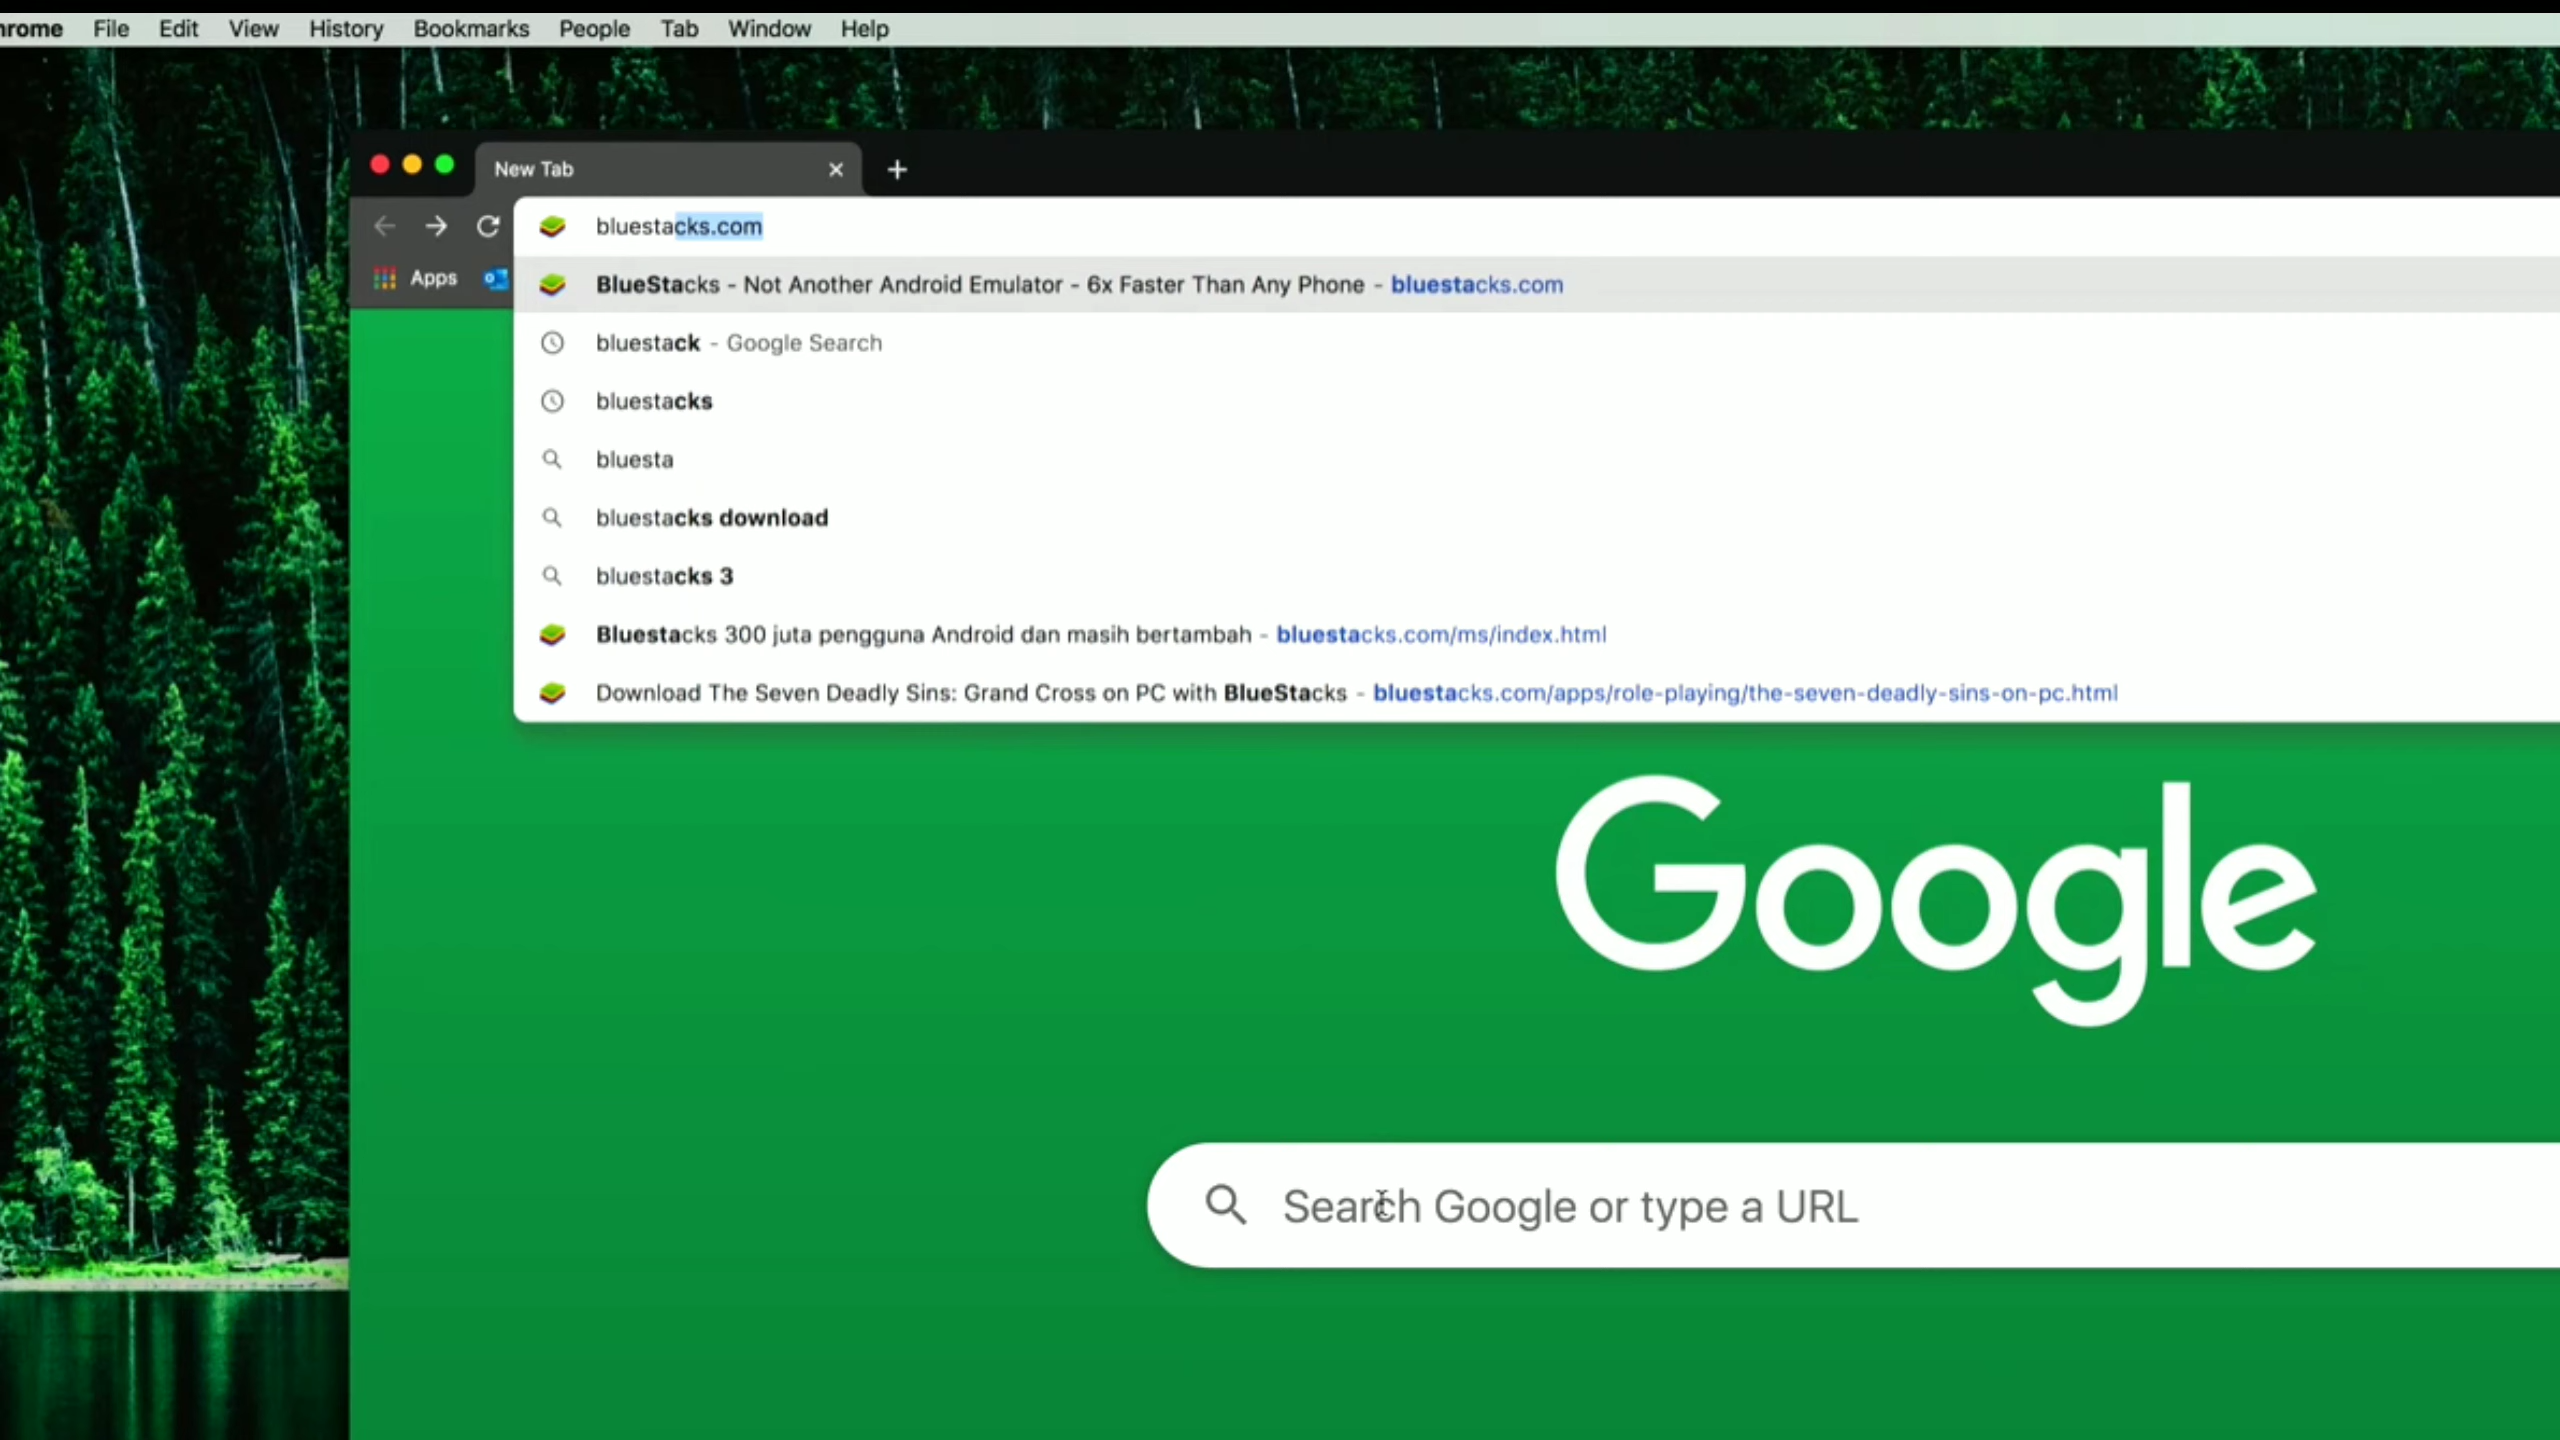 hrome File Edit View History Bookmarks People Tab Window Help
New Tab
bluestacks.com
Apps
BlueStacks - Not Another Android Emulator - 6x Faster Than Any Phone - bluestacks.com
bluestack - Google Search
bluestacks
bluesta
bluestacks download
bluestacks 3
Bluestacks 300 juta pengguna Android dan masih bertambah - bluestacks.com/ms/index.html
Download The Seven Deadly Sins: Grand Cross on PC with BlueStacks - bluestacks.com/apps/role-playing/the-seven-deadly-sins-on-pc.html
Google
Search Google or type a URL